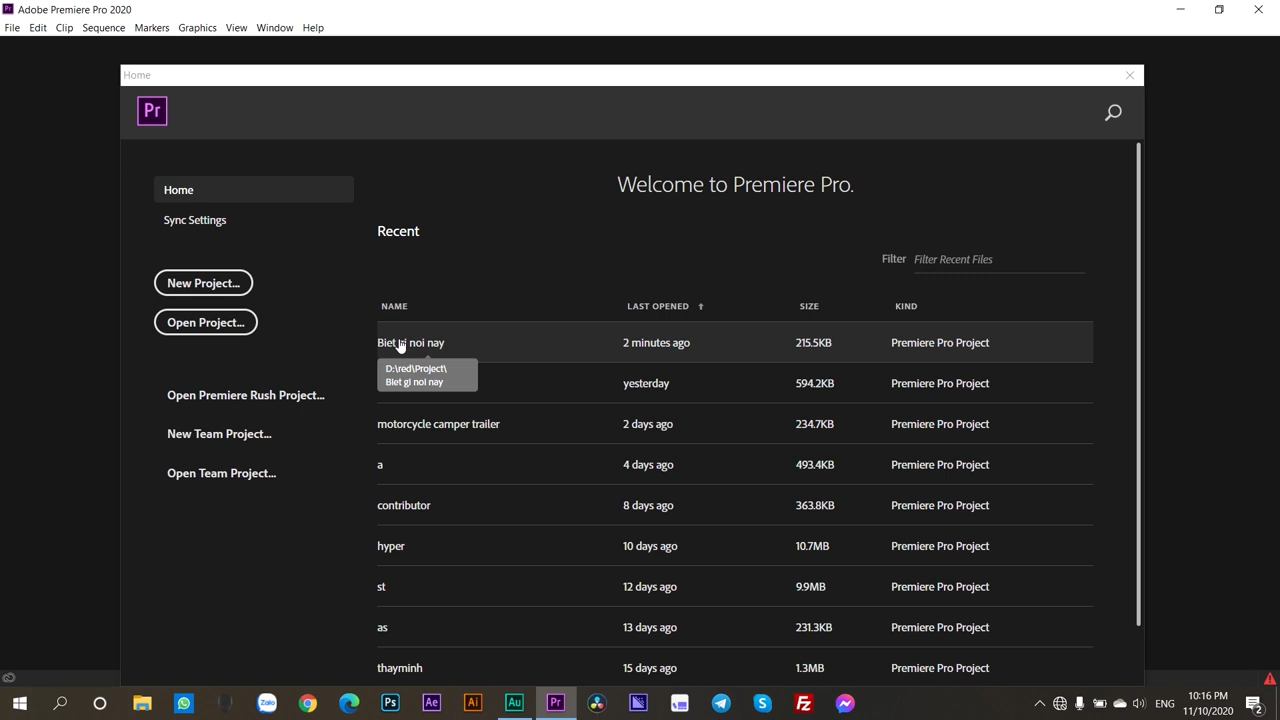 Pr Adobe Premiere Pro 2020
File Edit Clip Sequence Markers Graphics View Window Help
Home
Pr
Home
Sync Settings
New Project...
Open Project...
Open Premiere Rush Project...
New Team Project...
Open Team Project...
Welcome to Premiere Pro.
Recent
Filter Filter Recent Files
NAME LAST OPENED SIZE KIND
Biet gi noi nay 2 minutes ago 215.5KB Premiere Pro Project
D:\red\Project\
Biet gi noi nay
yesterday 594.2KB Premiere Pro Project
motorcycle camper trailer 2 days ago 234.7KB Premiere Pro Project
a 4 days ago 493.4KB Premiere Pro Project
contributor 8 days ago 363.8KB Premiere Pro Project
hyper 10 days ago 10.7MB Premiere Pro Project
st 12 days ago 9.9MB Premiere Pro Project
as 13 days ago 231.3KB Premiere Pro Project
thayminh 15 days ago 1.3MB Premiere Pro Project
Zalo Ps Ae Ai Au Pr Fz ENG 10:16 PM
11/10/2020 2